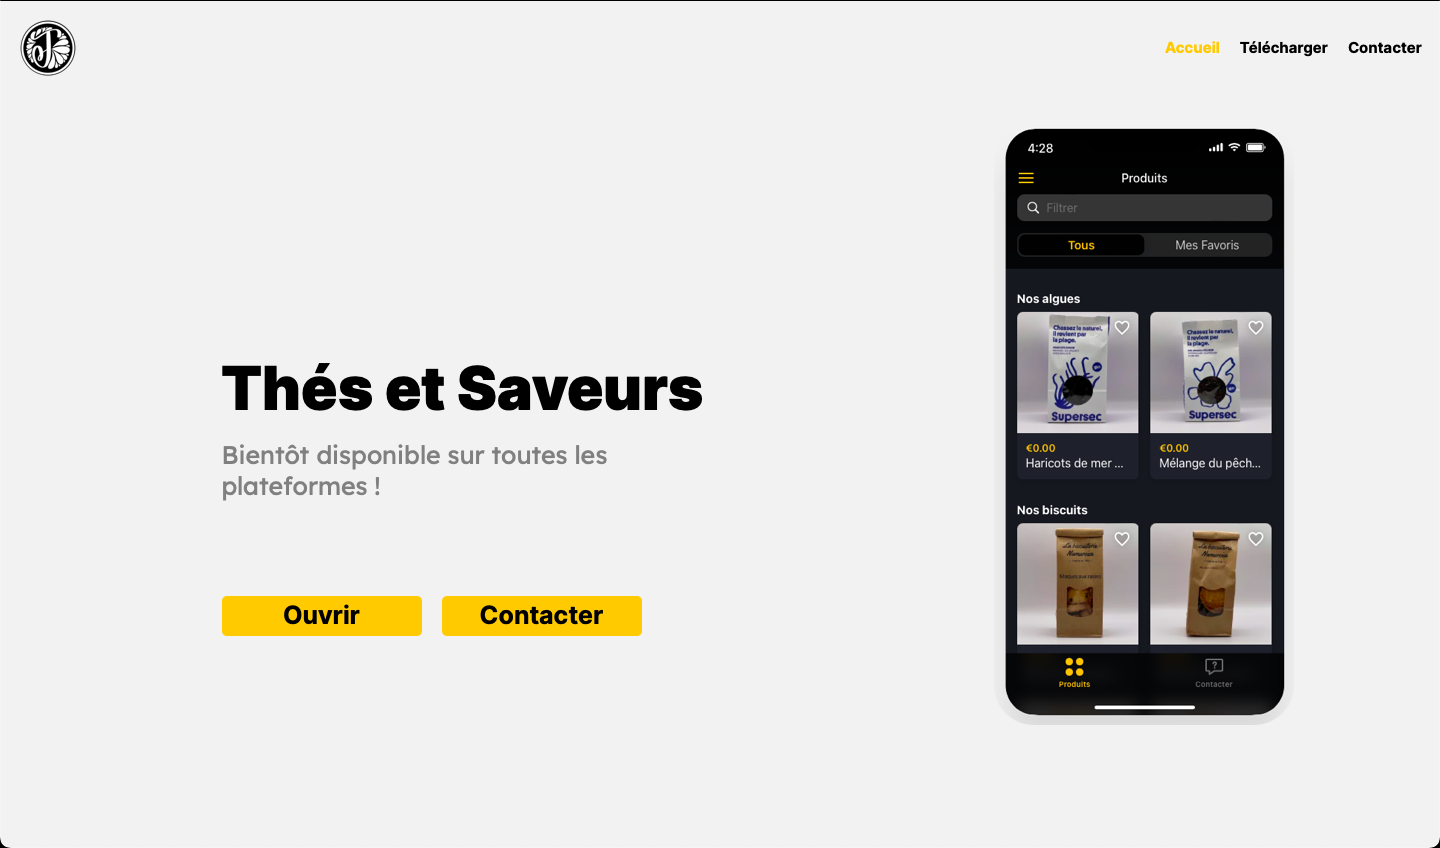 Accueil Télécharger Contacter
Thés et Saveurs
Bientôt disponible sur toutes les
plateformes !
Ouvrir Contacter
4:28
Produits
Filtrer
Tous Mes Favoris
Nos algues
Chassez le naturel,
il revient par
la plage.
Supersec
Chassez le naturel,
il revient par
la plage.
Supersec
€0.00
Haricots de mer ...
€0.00
Mélange du pêch...
Nos biscuits
Produits Contacter